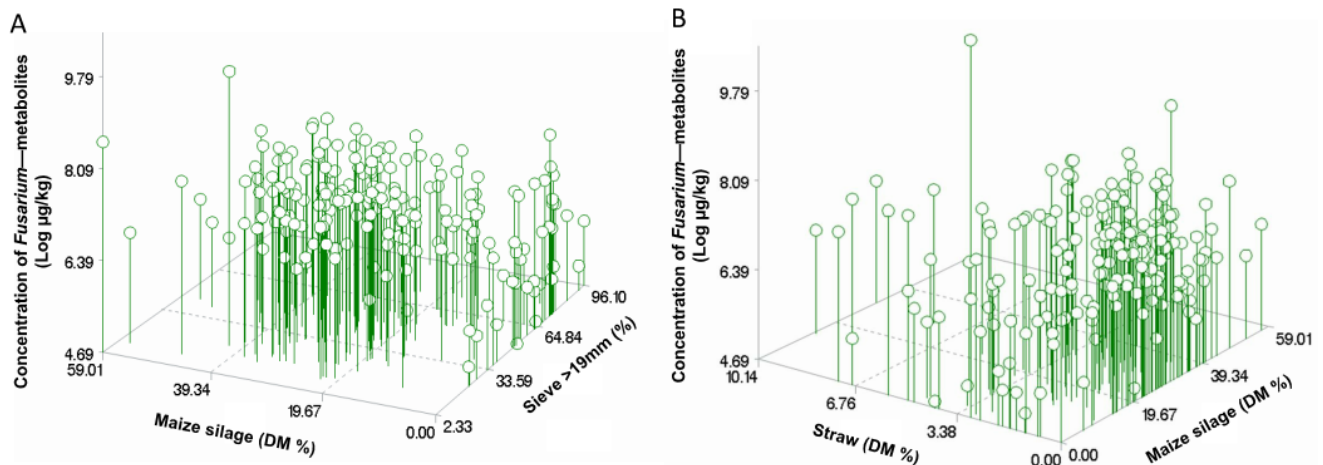 A
Concentration of Fusarium—metabolites
(Log µg/kg)
9.79
8.09
6.39
4.69
59.01
39.34
19.67
0.00
Maize silage (DM %)
2.33
33.59
64.84
96.10
Sieve >19mm (%)
B
Concentration of Fusarium—metabolites
(Log µg/kg)
9.79
8.09
6.39
4.69
10.14
6.76
3.38
0.00
Straw (DM %)
0.00
19.67
39.34
59.01
Maize silage (DM %)